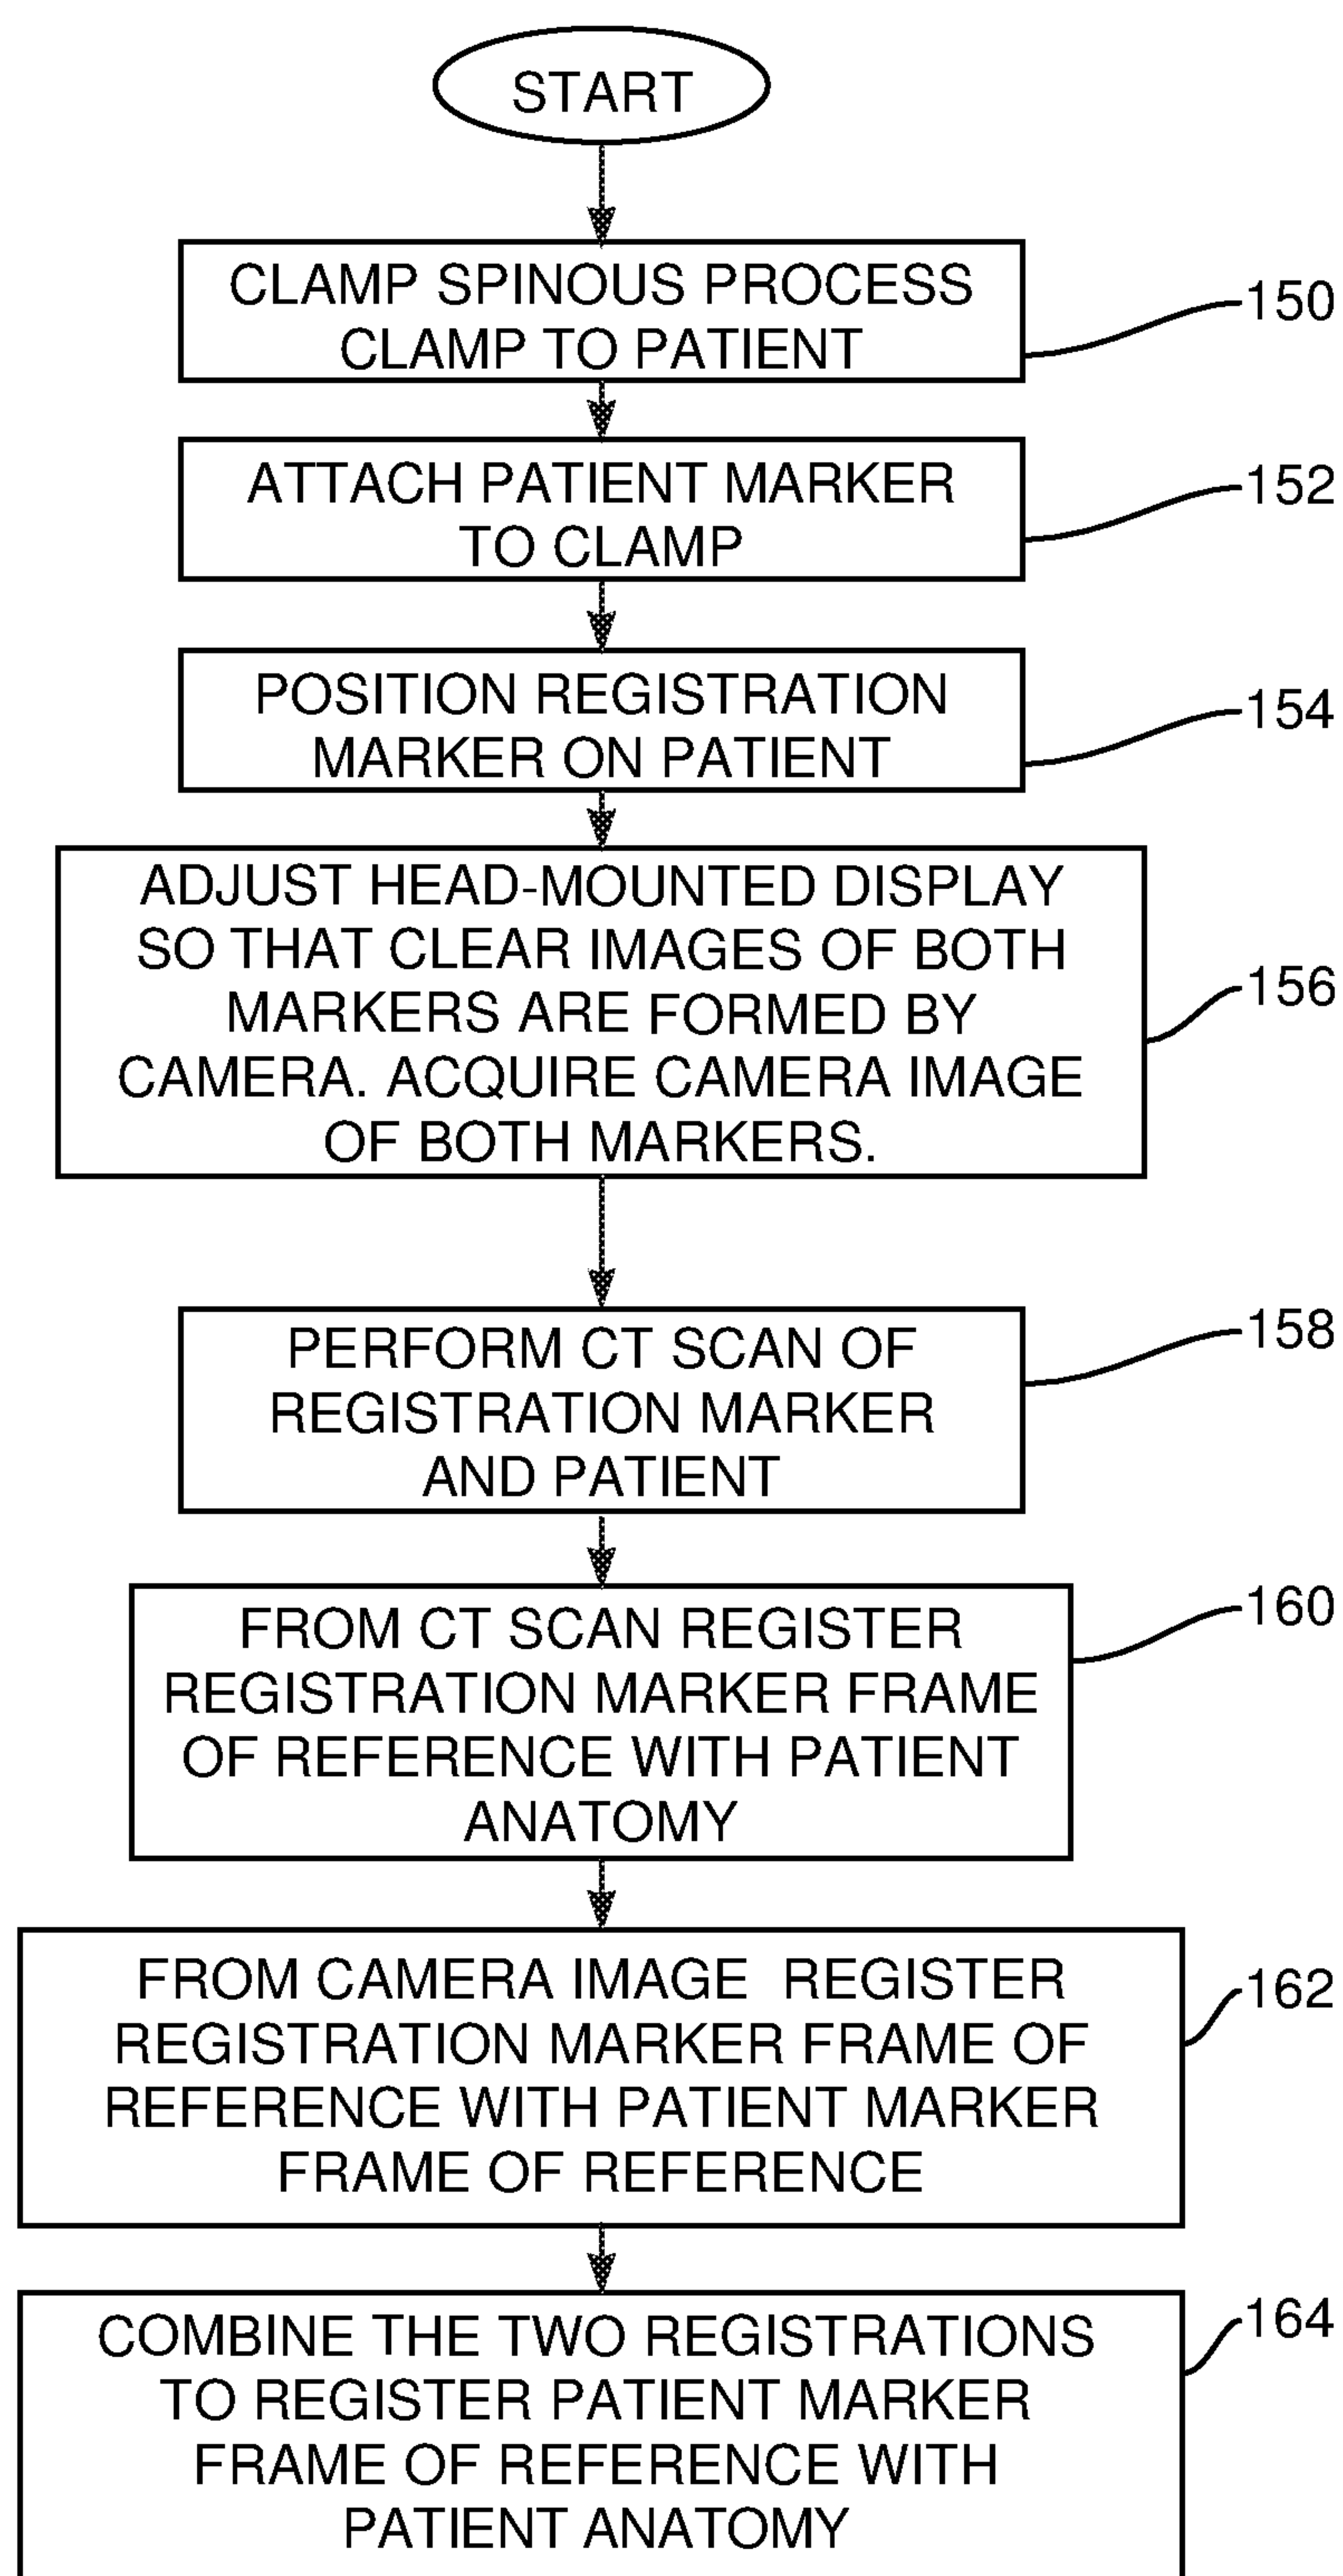 START
CLAMP SPINOUS PROCESS
CLAMP TO PATIENT
150
ATTACH PATIENT MARKER
TO CLAMP
152
POSITION REGISTRATION
MARKER ON PATIENT
154
ADJUST HEAD-MOUNTED DISPLAY
SO THAT CLEAR IMAGES OF BOTH
MARKERS ARE FORMED BY
CAMERA. ACQUIRE CAMERA IMAGE
OF BOTH MARKERS.
156
PERFORM CT SCAN OF
REGISTRATION MARKER
AND PATIENT
158
FROM CT SCAN REGISTER
REGISTRATION MARKER FRAME
OF REFERENCE WITH PATIENT
ANATOMY
160
FROM CAMERA IMAGE REGISTER
REGISTRATION MARKER FRAME OF
REFERENCE WITH PATIENT MARKER
FRAME OF REFERENCE
162
COMBINE THE TWO REGISTRATIONS
TO REGISTER PATIENT MARKER
FRAME OF REFERENCE WITH
PATIENT ANATOMY
164